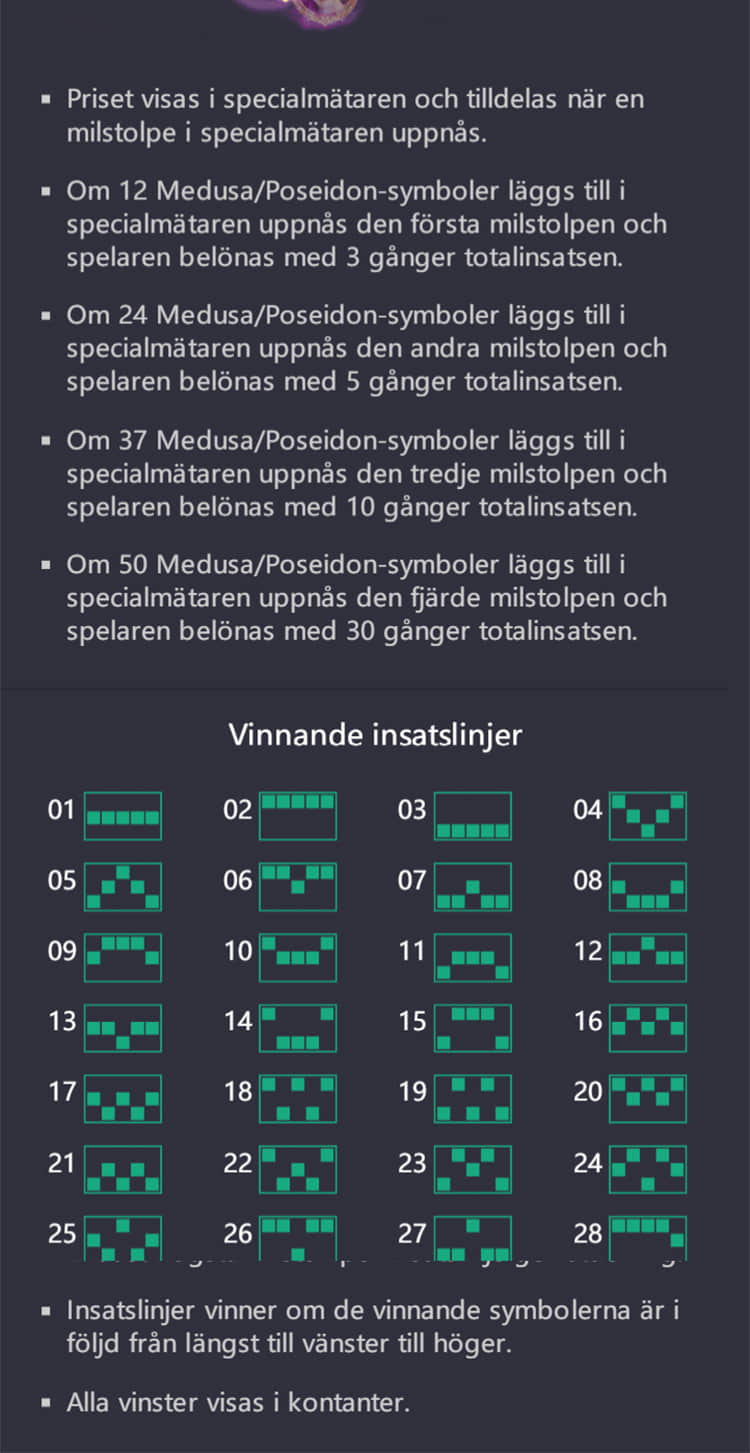 ▪ Priset visas i specialmätaren och tilldelas när en
milstolpe i specialmätaren uppnås.
▪ Om 12 Medusa/Poseidon-symboler läggs till i
specialmätaren uppnås den första milstolpen och
spelaren belönas med 3 gånger totalinsatsen.
▪ Om 24 Medusa/Poseidon-symboler läggs till i
specialmätaren uppnås den andra milstolpen och
spelaren belönas med 5 gånger totalinsatsen.
▪ Om 37 Medusa/Poseidon-symboler läggs till i
specialmätaren uppnås den tredje milstolpen och
spelaren belönas med 10 gånger totalinsatsen.
▪ Om 50 Medusa/Poseidon-symboler läggs till i
specialmätaren uppnås den fjärde milstolpen och
spelaren belönas med 30 gånger totalinsatsen.
Vinnande insatslinjer
01 02 03 04
05 06 07 08
09 10 11 12
13 14 15 16
17 18 19 20
21 22 23 24
25 26 27 28
▪ Insatslinjer vinner om de vinnande symbolerna är i
följd från längst till vänster till höger.
▪ Alla vinster visas i kontanter.